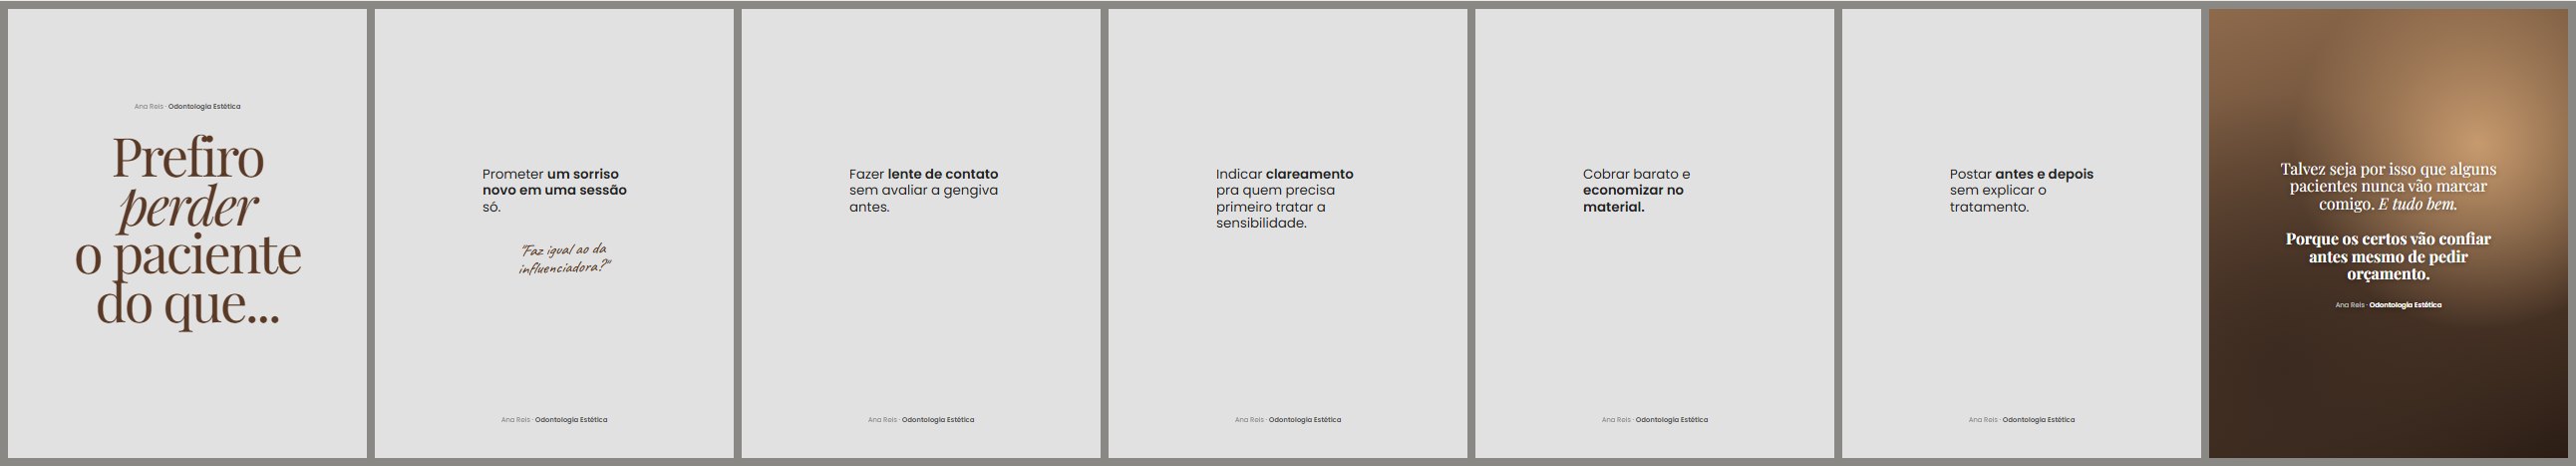 Ana Reis · Odontologia Estética
Prefiro
perder
o paciente
do que...
Prometer um sorriso
novo em uma sessão
só.
"Faz igual ao da
influenciadora?"
Ana Reis · Odontologia Estética
Fazer lente de contato
sem avaliar a gengiva
antes.
Ana Reis · Odontologia Estética
Indicar clareamento
pra quem precisa
primeiro tratar a
sensibilidade.
Ana Reis · Odontologia Estética
Cobrar barato e
economizar no
material.
Ana Reis · Odontologia Estética
Postar antes e depois
sem explicar o
tratamento.
Ana Reis · Odontologia Estética
Talvez seja por isso que alguns
pacientes nunca vão marcar
comigo. E tudo bem.
Porque os certos vão confiar
antes mesmo de pedir
orçamento.
Ana Reis · Odontologia Estética